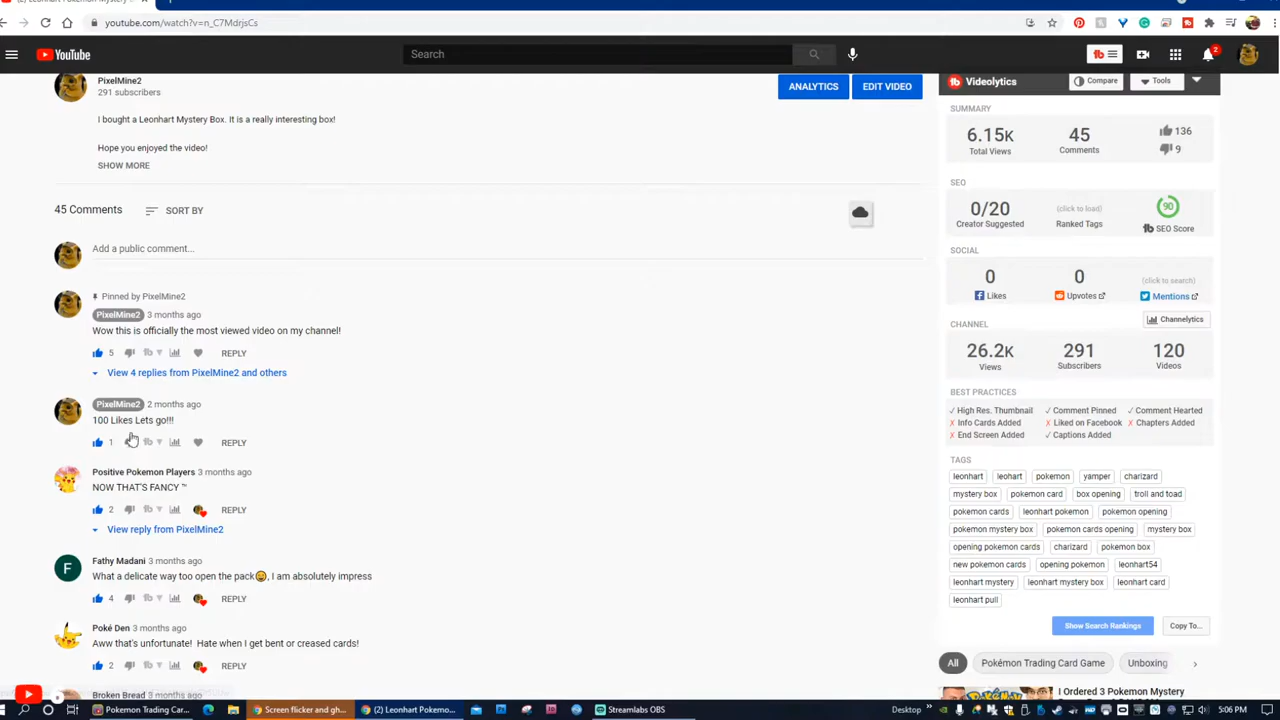 Leonhart Pokemon Mystery
youtube.com/watch?v=n_C7MdrjsCs
YouTube
Search
2
PixelMine2
291 subscribers
ANALYTICS
EDIT VIDEO
I bought a Leonhart Mystery Box. It is a really interesting box!
Hope you enjoyed the video!
SHOW MORE
45 Comments
SORT BY
Add a public comment...
Pinned by PixelMine2
PixelMine2 3 months ago
Wow this is officially the most viewed video on my channel!
5 REPLY
View 4 replies from PixelMine2 and others
PixelMine2 2 months ago
100 Likes Lets go!!!
1 REPLY
Positive Pokemon Players 3 months ago
NOW THAT'S FANCY ™
2 REPLY
View reply from PixelMine2
F
Fathy Madani 3 months ago
What a delicate way too open the pack😩, I am absolutely impress
4 REPLY
Poké Den 3 months ago
Aww that's unfortunate! Hate when I get bent or creased cards!
2 REPLY
Broken Bread 3 months ago
Videolytics
Compare
Tools
SUMMARY
6.15K
Total Views
45
Comments
136
9
SEO
0/20
Creator Suggested
(click to load)
Ranked Tags
90
SEO Score
SOCIAL
0
Likes
0
Upvotes
(click to search)
Mentions
CHANNEL
Channelytics
26.2K
Views
291
Subscribers
120
Videos
BEST PRACTICES
✓ High Res. Thumbnail ✓ Comment Pinned ✓ Comment Hearted
✗ Info Cards Added ✗ Liked on Facebook ✗ Chapters Added
✗ End Screen Added ✓ Captions Added
TAGS
leonhart leohart pokemon yamper charizard
mystery box pokemon card box opening troll and toad
pokemon cards leonhart pokemon pokemon opening
pokemon mystery box pokemon cards opening mystery box
opening pokemon cards charizard pokemon box
new pokemon cards opening pokemon leonhart54
leonhart mystery leonhart mystery box leonhart card
leonhart pull
Show Search Rankings
Copy To...
All
Pokémon Trading Card Game
Unboxing
I Ordered 3 Pokemon Mystery
Pokemon Trading Car...
Screen flicker and gh...
Leonhart Pokemo...
Streamlabs OBS
Desktop
5:06 PM